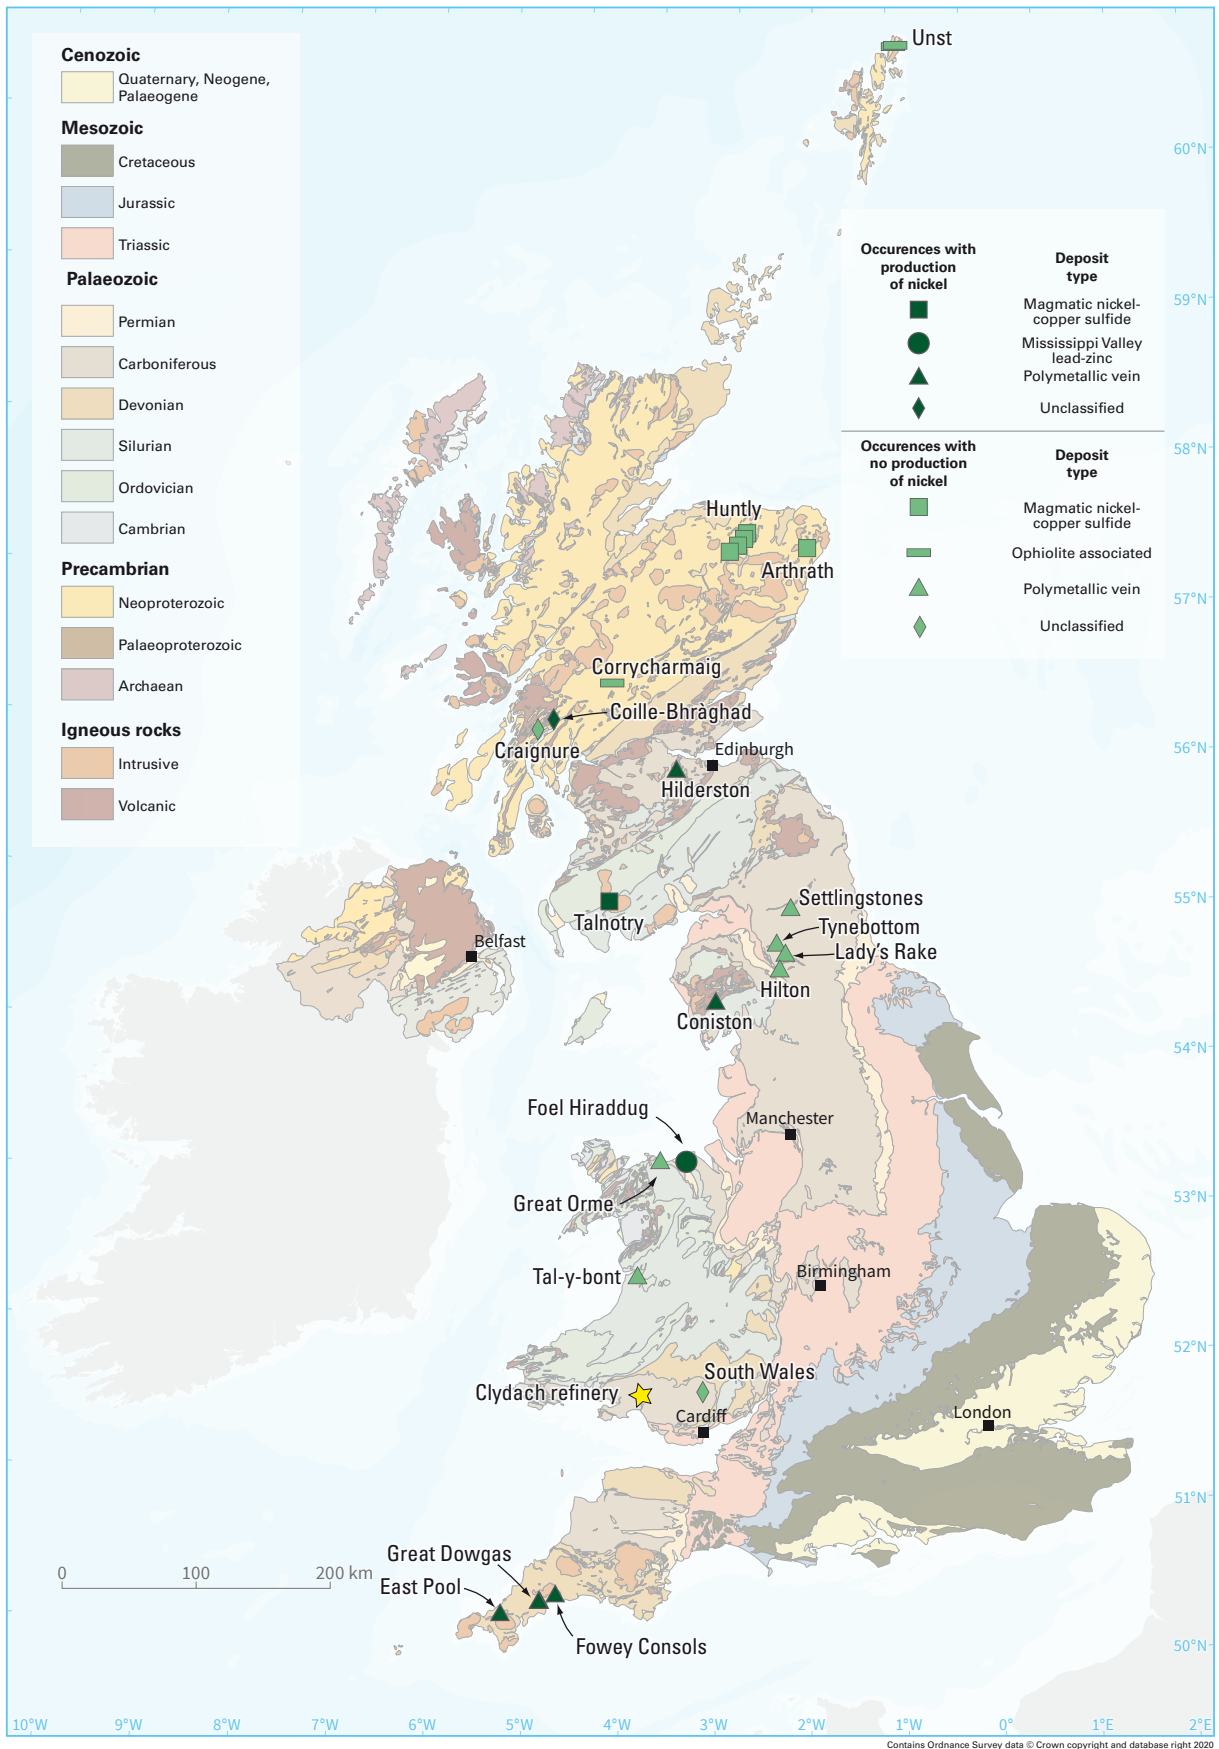 Cenozoic
Quaternary, Neogene,
Palaeogene
Mesozoic
Cretaceous
Jurassic
Triassic
Palaeozoic
Permian
Carboniferous
Devonian
Silurian
Ordovician
Cambrian
Precambrian
Neoproterozoic
Palaeoproterozoic
Archaean
Igneous rocks
Intrusive
Volcanic
Occurences with
production
of nickel
Deposit
type
Magmatic nickel-
copper sulfide
Mississippi Valley
lead-zinc
Polymetallic vein
Unclassified
Occurences with
no production
of nickel
Deposit
type
Magmatic nickel-
copper sulfide
Ophiolite associated
Polymetallic vein
Unclassified
Unst
Huntly
Arthrath
Corrycharmaig
Coille-Bhràghad
Craignure
Edinburgh
Hilderston
Settlingstones
Talnotry
Tynebottom
Belfast
Lady's Rake
Hilton
Coniston
Foel Hiraddug
Manchester
Great Orme
Birmingham
Tal-y-bont
South Wales
Clydach refinery
Cardiff
London
Great Dowgas
East Pool
Fowey Consols
0 100 200 km
60°N
59°N
58°N
57°N
56°N
55°N
54°N
53°N
52°N
51°N
50°N
10°W 9°W 8°W 7°W 6°W 5°W 4°W 3°W 2°W 1°W 0° 1°E 2°E
Contains Ordnance Survey data © Crown copyright and database right 2020